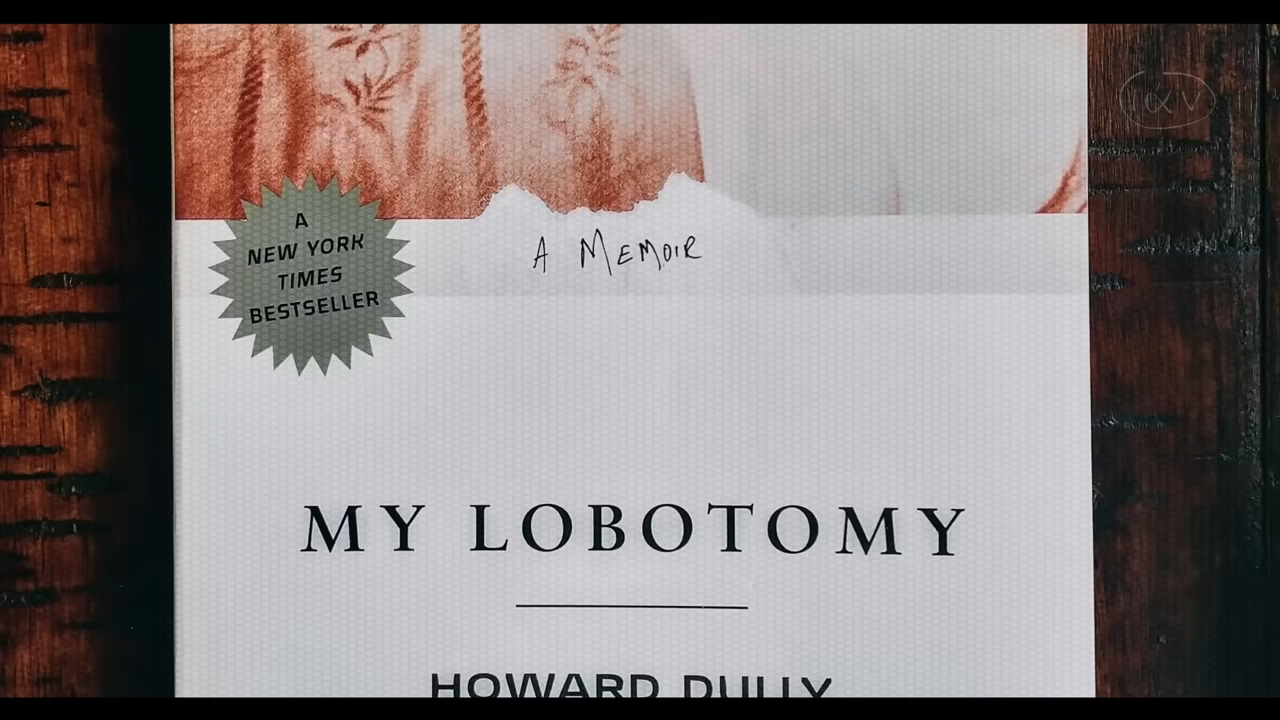 A
NEW YORK
TIMES
BESTSELLER
A MEMOIR
MY LOBOTOMY
HOWARD DULLY